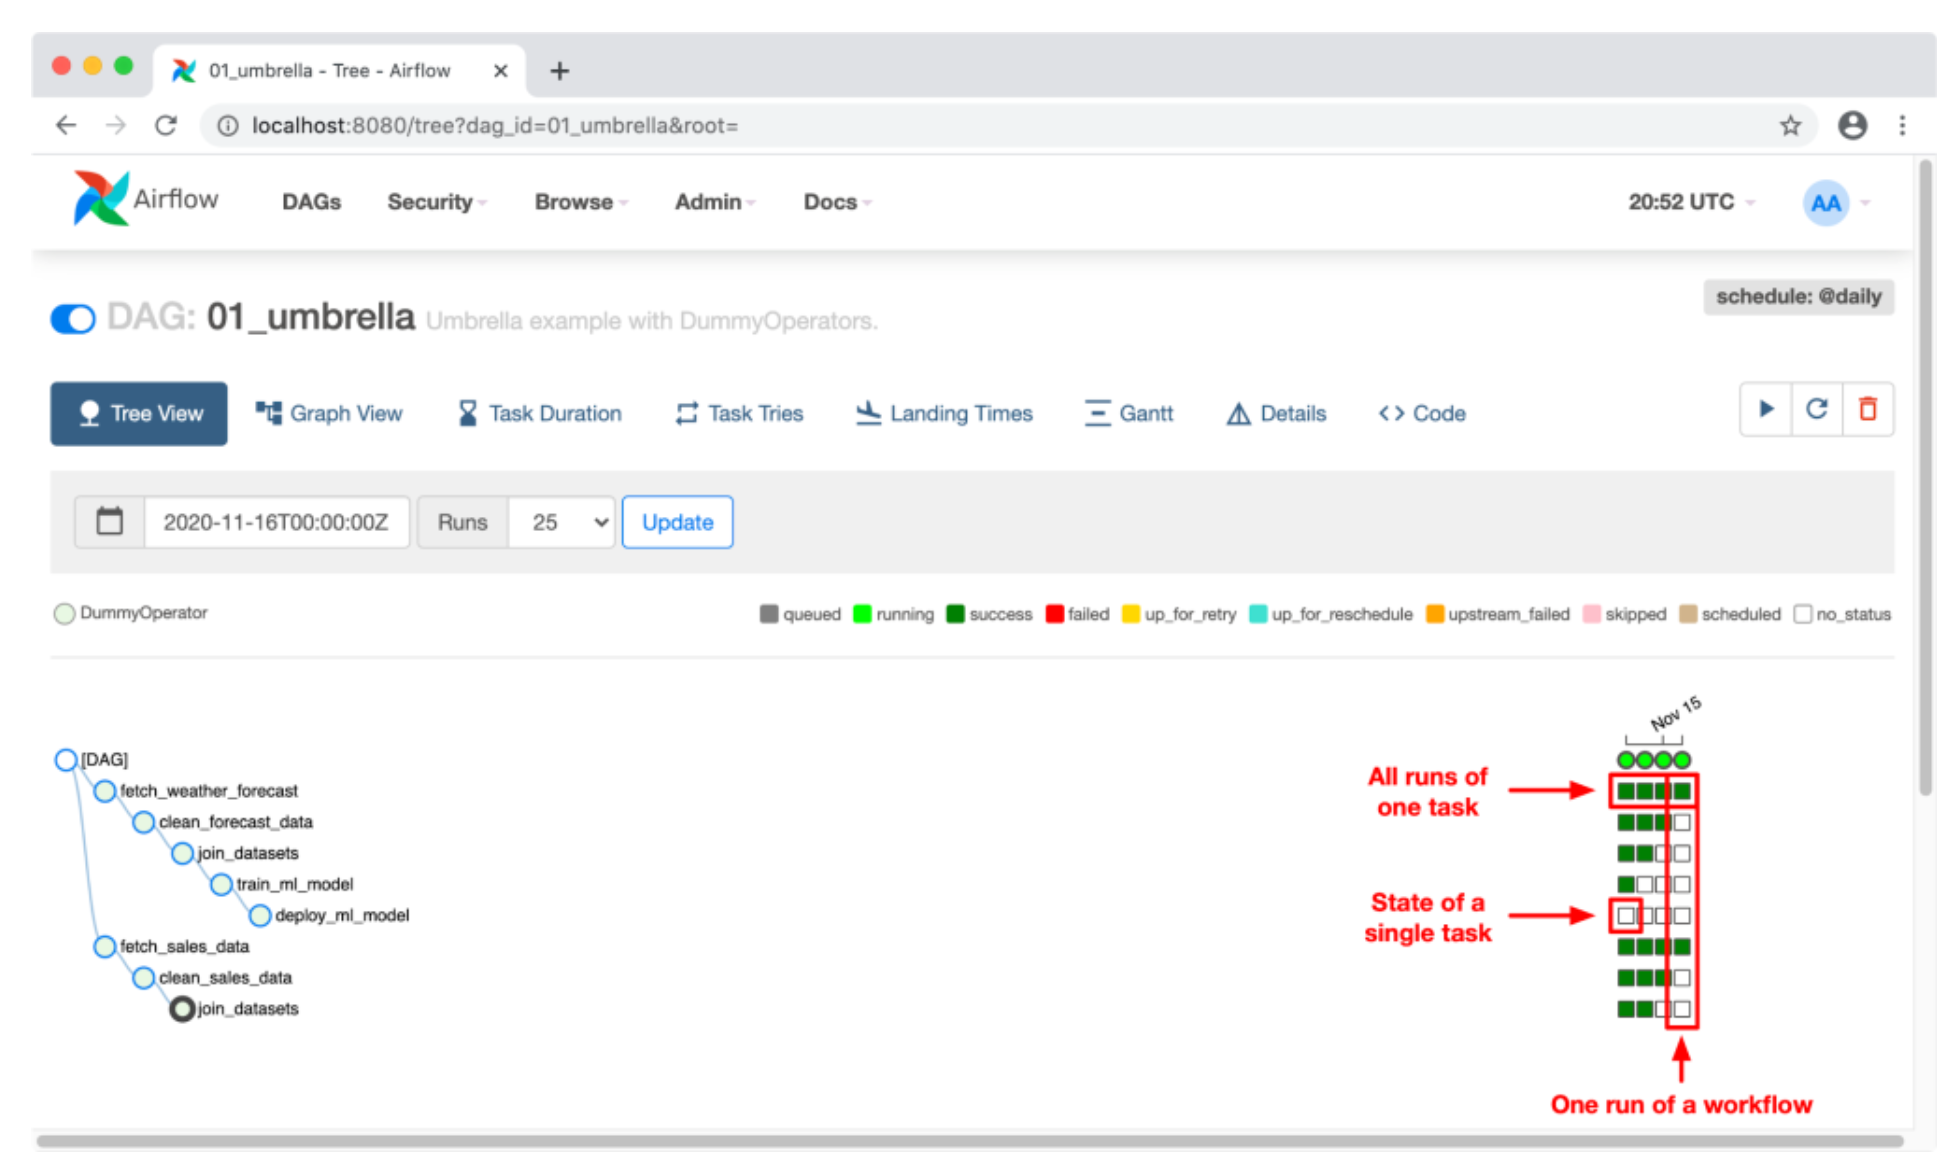 01_umbrella - Tree - Airflow
localhost:8080/tree?dag_id=01_umbrella&root=
Airflow DAGs Security Browse Admin Docs 20:52 UTC AA
schedule: @daily
DAG: 01_umbrella Umbrella example with DummyOperators.
Tree View Graph View Task Duration Task Tries Landing Times Gantt Details <> Code
2020-11-16T00:00:00Z Runs 25 Update
DummyOperator queued running success failed up_for_retry up_for_reschedule upstream_failed skipped scheduled no_status
Nov 15
[DAG]
fetch_weather_forecast
clean_forecast_data
join_datasets
train_ml_model
deploy_ml_model
fetch_sales_data
clean_sales_data
join_datasets
All runs of
one task
State of a
single task
One run of a workflow